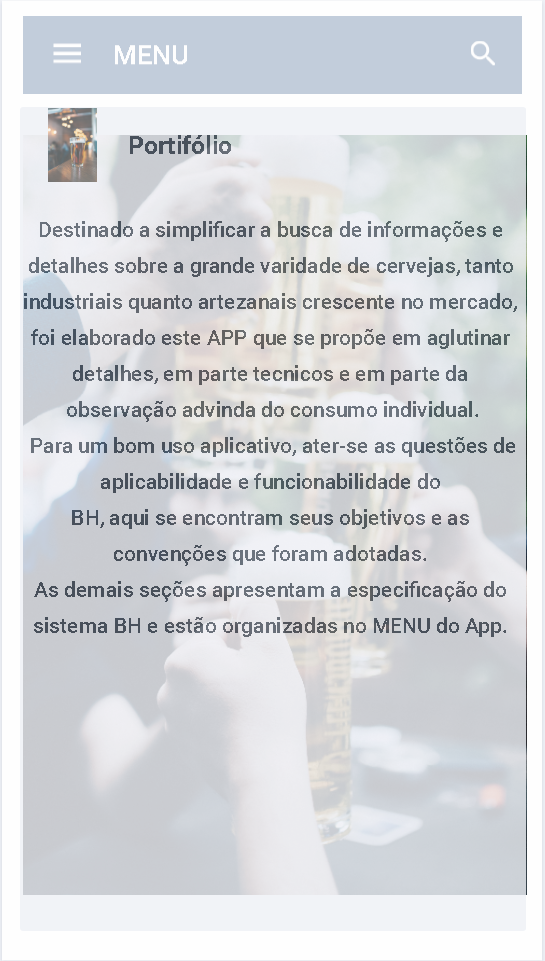 MENU
Portifólio
Destinado a simplificar a busca de informações e
detalhes sobre a grande varidade de cervejas, tanto
industriais quanto artezanais crescente no mercado,
foi elaborado este APP que se propõe em aglutinar
detalhes, em parte tecnicos e em parte da
observação advinda do consumo individual.
Para um bom uso aplicativo, ater-se as questões de
aplicabilidade e funcionabilidade do
BH, aqui se encontram seus objetivos e as
convenções que foram adotadas.
As demais seções apresentam a especificação do
sistema BH e estão organizadas no MENU do App.